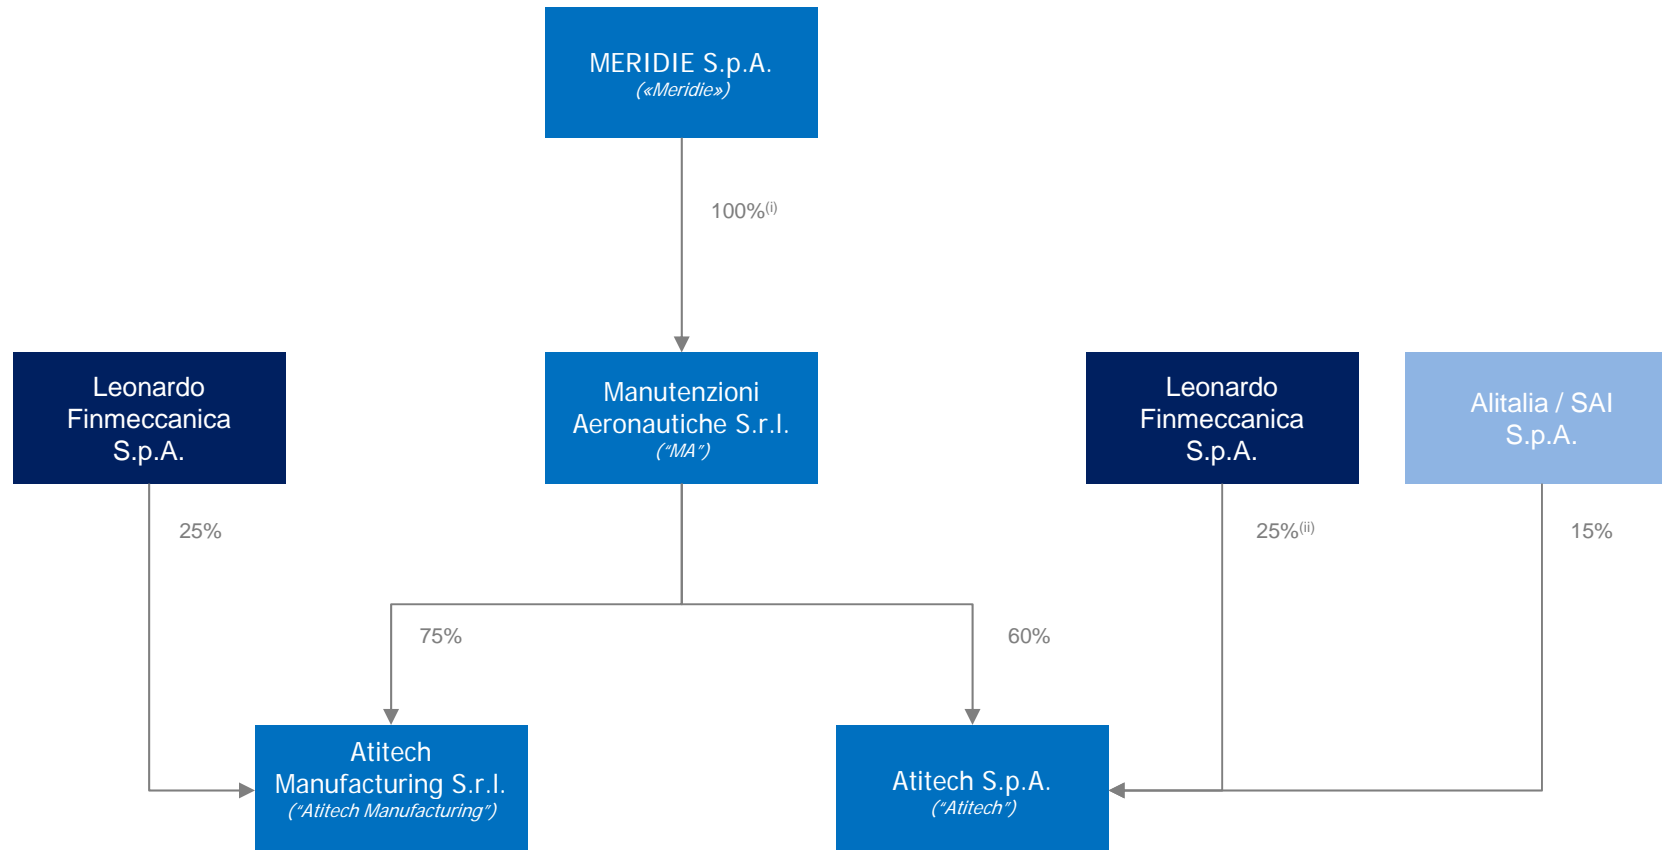 MERIDIE S.p.A.
(«Meridie»)
100%(i)
Leonardo
Finmeccanica
S.p.A.
Manutenzioni
Aeronautiche S.r.l.
("MA")
Leonardo
Finmeccanica
S.p.A.
Alitalia / SAI
S.p.A.
25%
25%(ii)
15%
75%
60%
Atitech
Manufacturing S.r.l.
("Atitech Manufacturing")
Atitech S.p.A.
("Atitech")